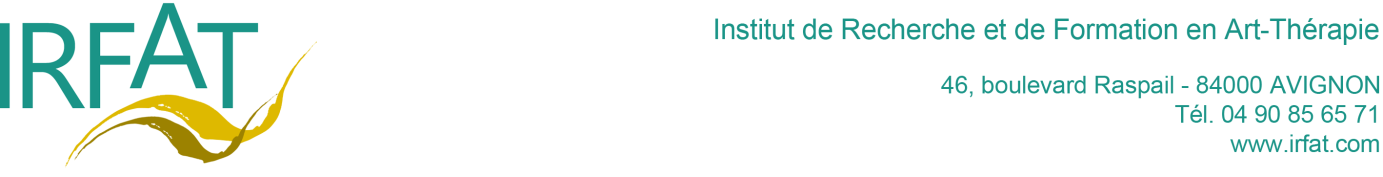 IRFAT
Institut de Recherche et de Formation en Art-Thérapie
46, boulevard Raspail - 84000 AVIGNON
Tél. 04 90 85 65 71
www.irfat.com